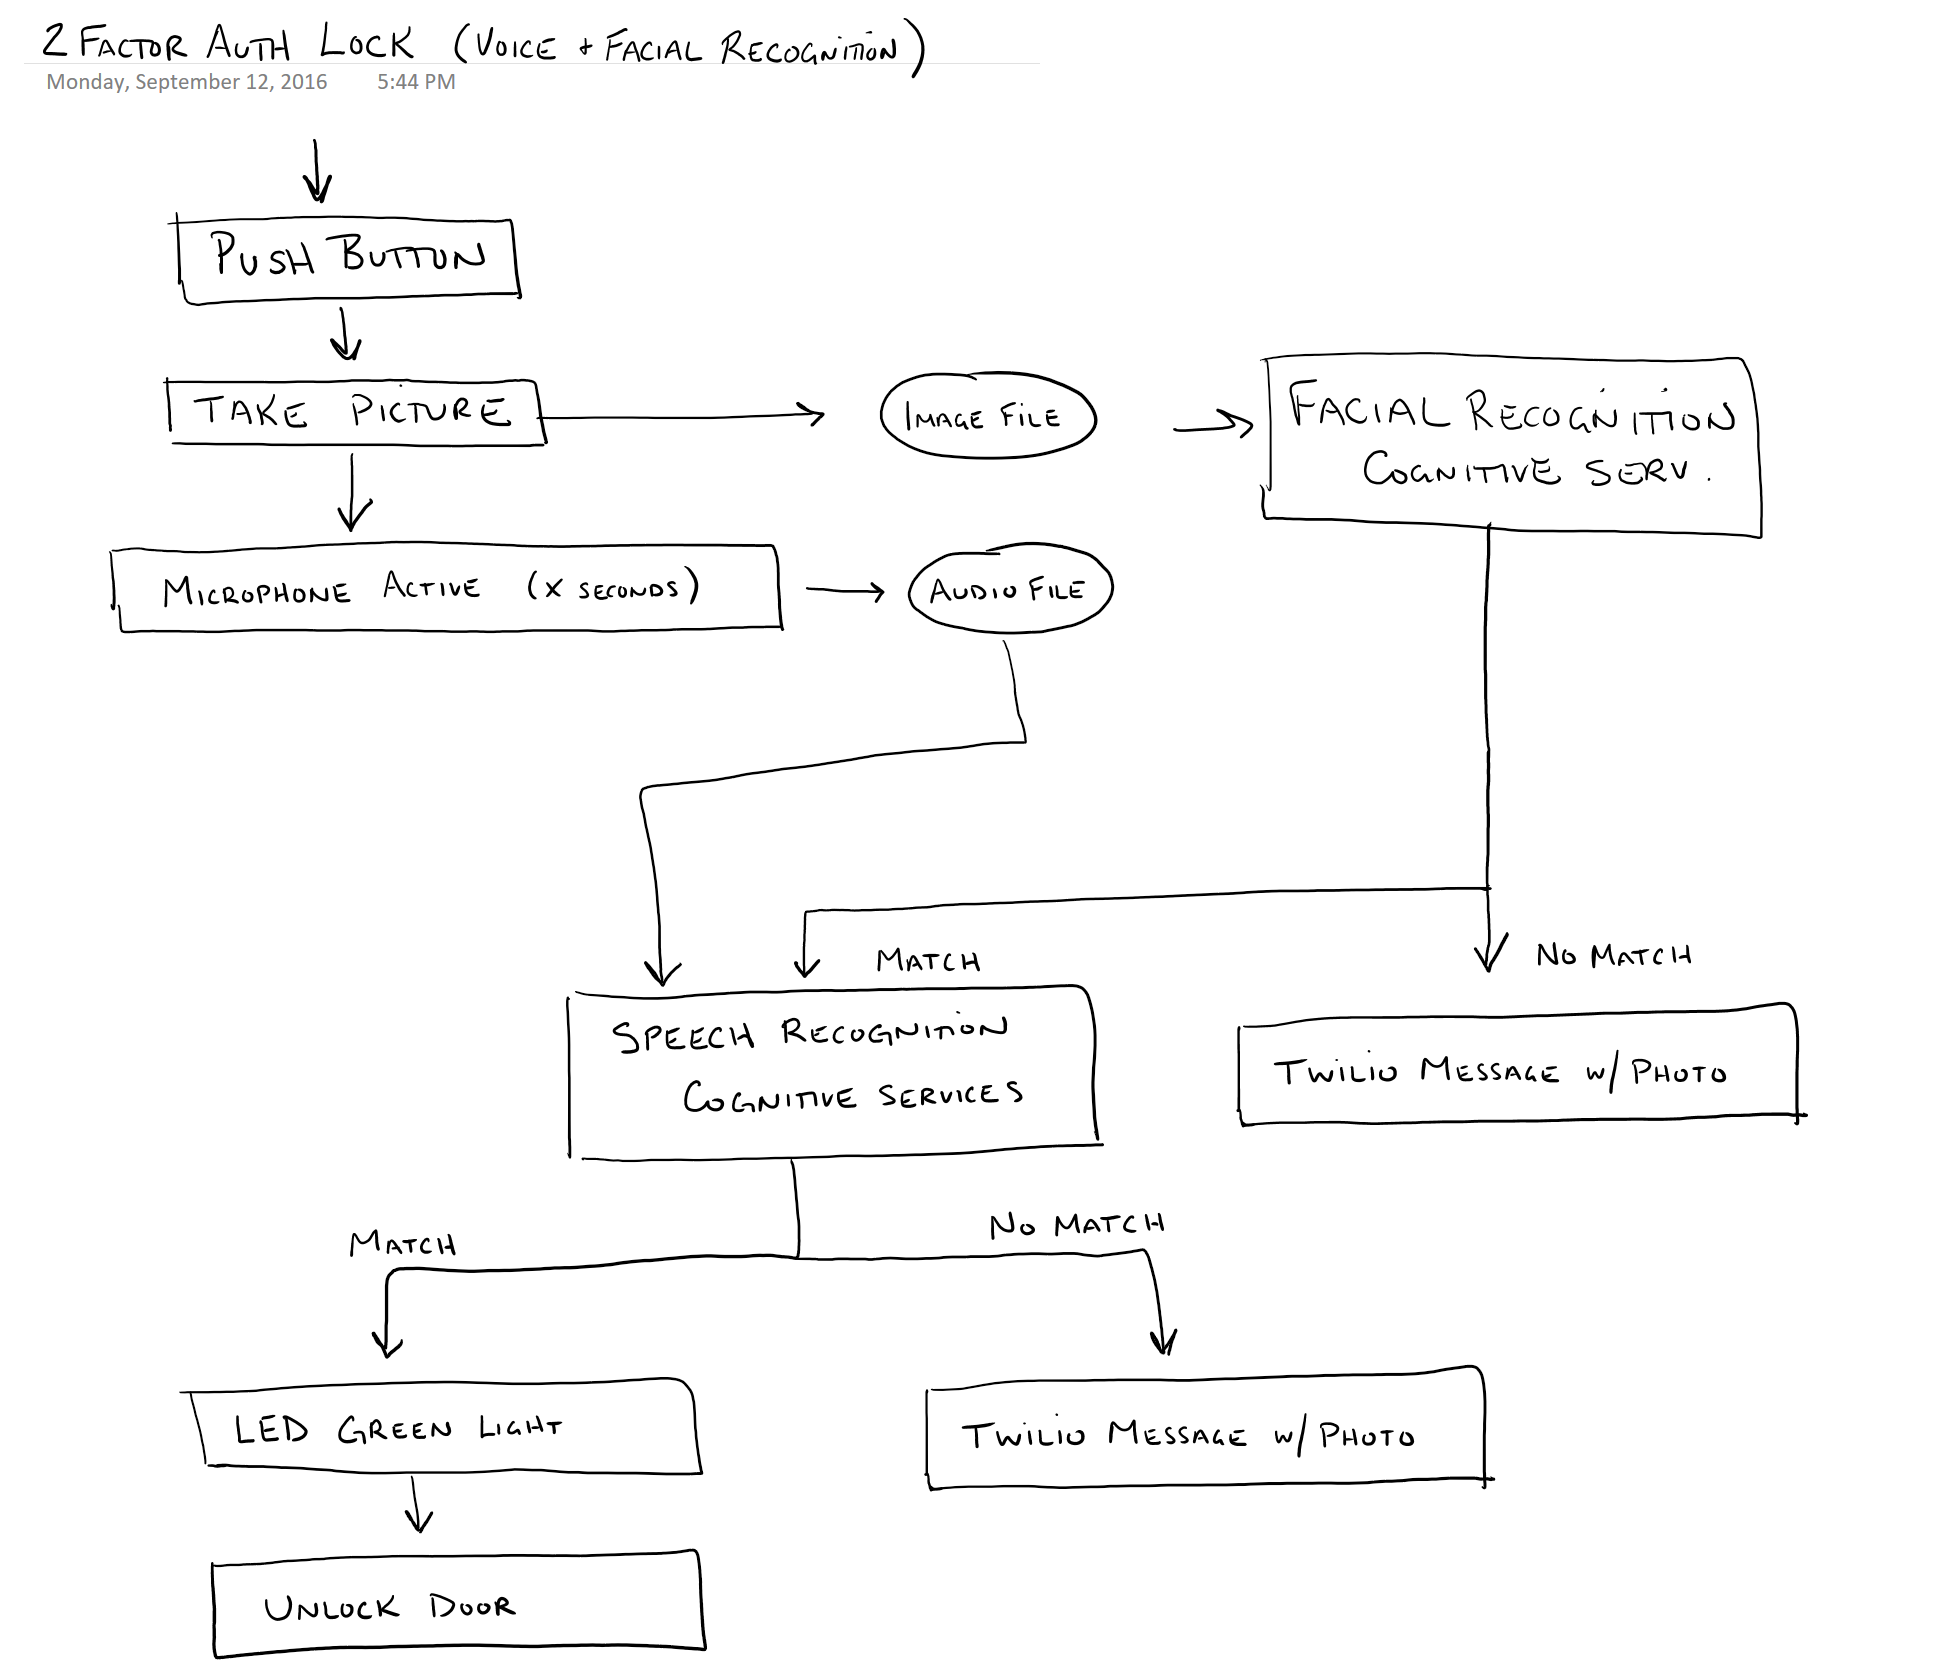 2 FACTOR AUTH LOCK (VOICE + FACIAL RECOGNITION)
Monday, September 12, 2016 5:44 PM
PUSH BUTTON
TAKE PICTURE
IMAGE FILE
FACIAL RECOGNITION
COGNITIVE SERV.
MICROPHONE ACTIVE (X SECONDS)
AUDIO FILE
MATCH
NO MATCH
SPEECH RECOGNITION
COGNITIVE SERVICES
TWILIO MESSAGE W/ PHOTO
MATCH
NO MATCH
LED GREEN LIGHT
TWILIO MESSAGE W/ PHOTO
UNLOCK DOOR